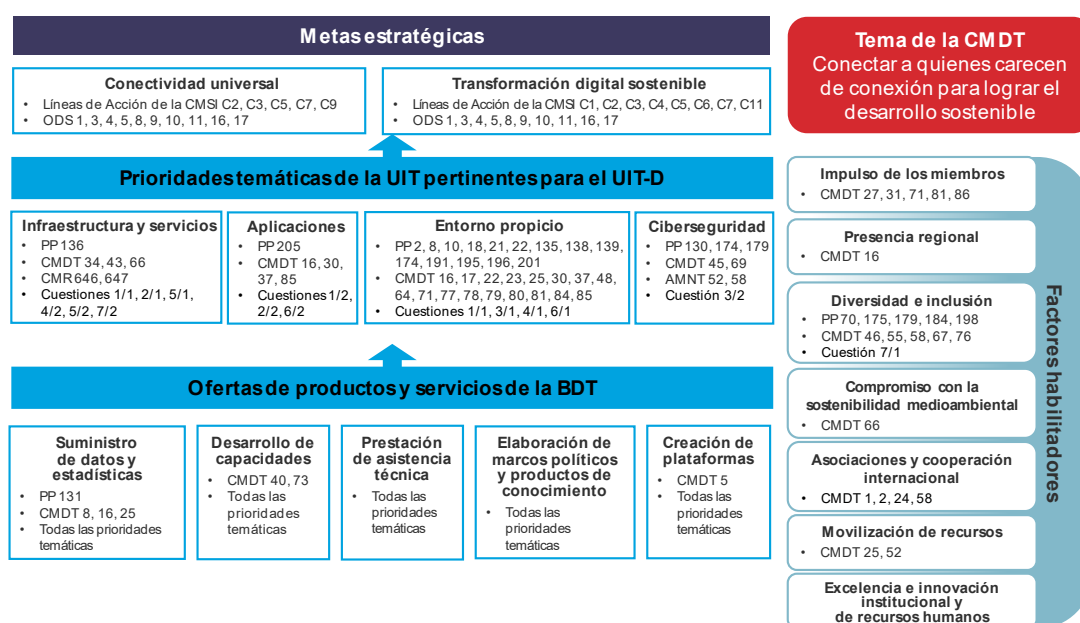 Metas estratégicas
Conectividad universal
• Líneas de Acción de la CMSI C2, C3, C5, C7, C9
• ODS 1, 3, 4, 5, 8, 9, 10, 11, 16, 17
Transformación digital sostenible
• Líneas de Acción de la CMSI C1, C2, C3, C4, C5, C6, C7, C11
• ODS 1, 3, 4, 5, 8, 9, 10, 11, 16, 17
Prioridades temáticas de la UIT pertinentes para el UIT-D
Infraestructura y servicios
• PP 136
• CMDT 34, 43, 66
• CMR 646, 647
• Cuestiones 1/1, 2/1, 5/1,
4/2, 5/2, 7/2
Aplicaciones
• PP 205
• CMDT 16, 30,
37, 85
• Cuestiones 1/2,
2/2, 6/2
Entorno propicio
• PP 2, 8, 10, 18, 21, 22, 135, 138, 139,
174, 191, 195, 196, 201
• CMDT 16, 17, 22, 23, 25, 30, 37, 48,
64, 71, 77, 78, 79, 80, 81, 84, 85
• Cuestiones 1/1, 3/1, 4/1, 6/1
Ciberseguridad
• PP 130, 174, 179
• CMDT 45, 69
• AMNT 52, 58
• Cuestión 3/2
Ofertas de productos y servicios de la BDT
Suministro
de datos y
estadísticas
• PP 131
• CMDT 8, 16, 25
• Todas las prioridades
temáticas
Desarrollo de
capacidades
• CMDT 40, 73
• Todas las
prioridades
temáticas
Prestación
de asistencia
técnica
• Todas las
prioridades
temáticas
Elaboración de
marcos políticos
y productos de
conocimiento
• Todas las
prioridades
temáticas
Creación de
plataformas
• CMDT 5
• Todas las
prioridades
temáticas
Tema de la CMDT
Conectar a quienes carecen
de conexión para lograr el
desarrollo sostenible
Impulso de los miembros
• CMDT 27, 31, 71, 81, 86
Presencia regional
• CMDT 16
Diversidad e inclusión
• PP 70, 175, 179, 184, 198
• CMDT 46, 55, 58, 67, 76
• Cuestión 7/1
Compromiso con la
sostenibilidad medioambiental
• CMDT 66
Asociaciones y cooperación
internacional
• CMDT 1, 2, 24, 58
Movilización de recursos
• CMDT 25, 52
Excelencia e innovación
institucional y
de recursos humanos
Factores habilitadores